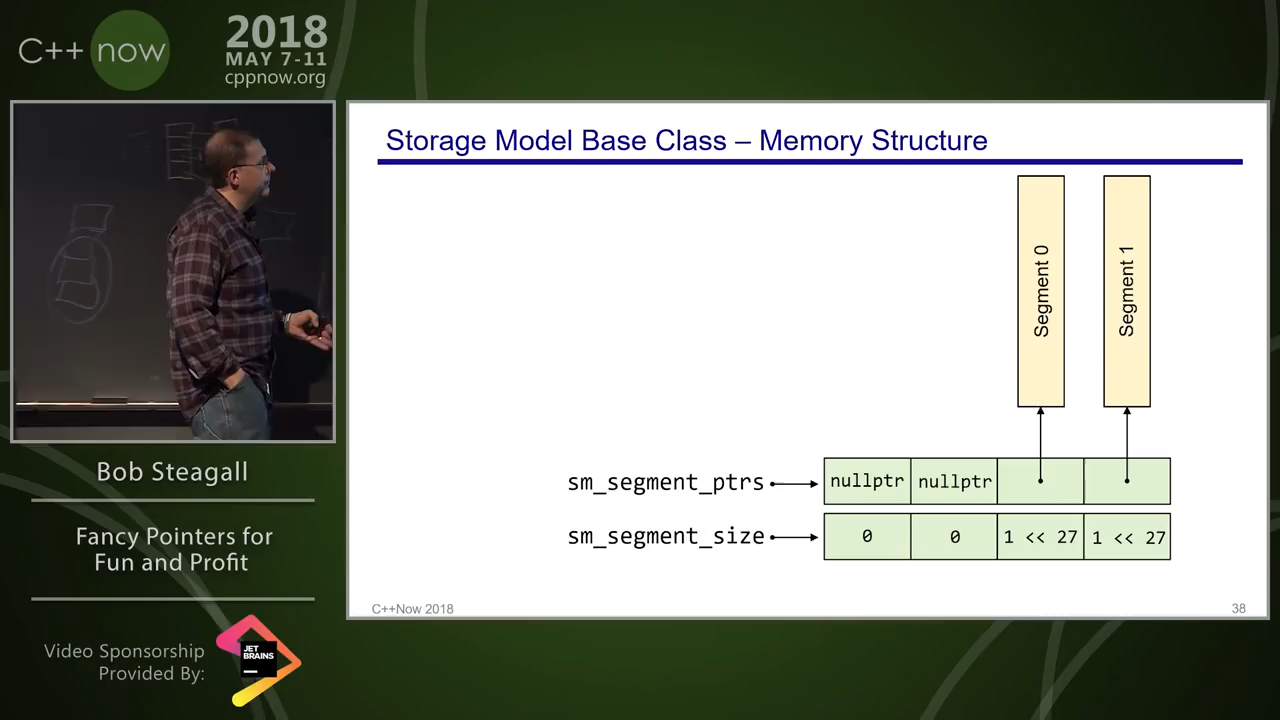 C++ now
2018
MAY 7-11
cppnow.org
Storage Model Base Class – Memory Structure
Segment 0
Segment 1
sm_segment_ptrs
nullptr
nullptr
sm_segment_size
0
0
1 << 27
1 << 27
C++Now 2018
38
Bob Steagall
Fancy Pointers for
Fun and Profit
Video Sponsorship
Provided By:
JET
BRAINS